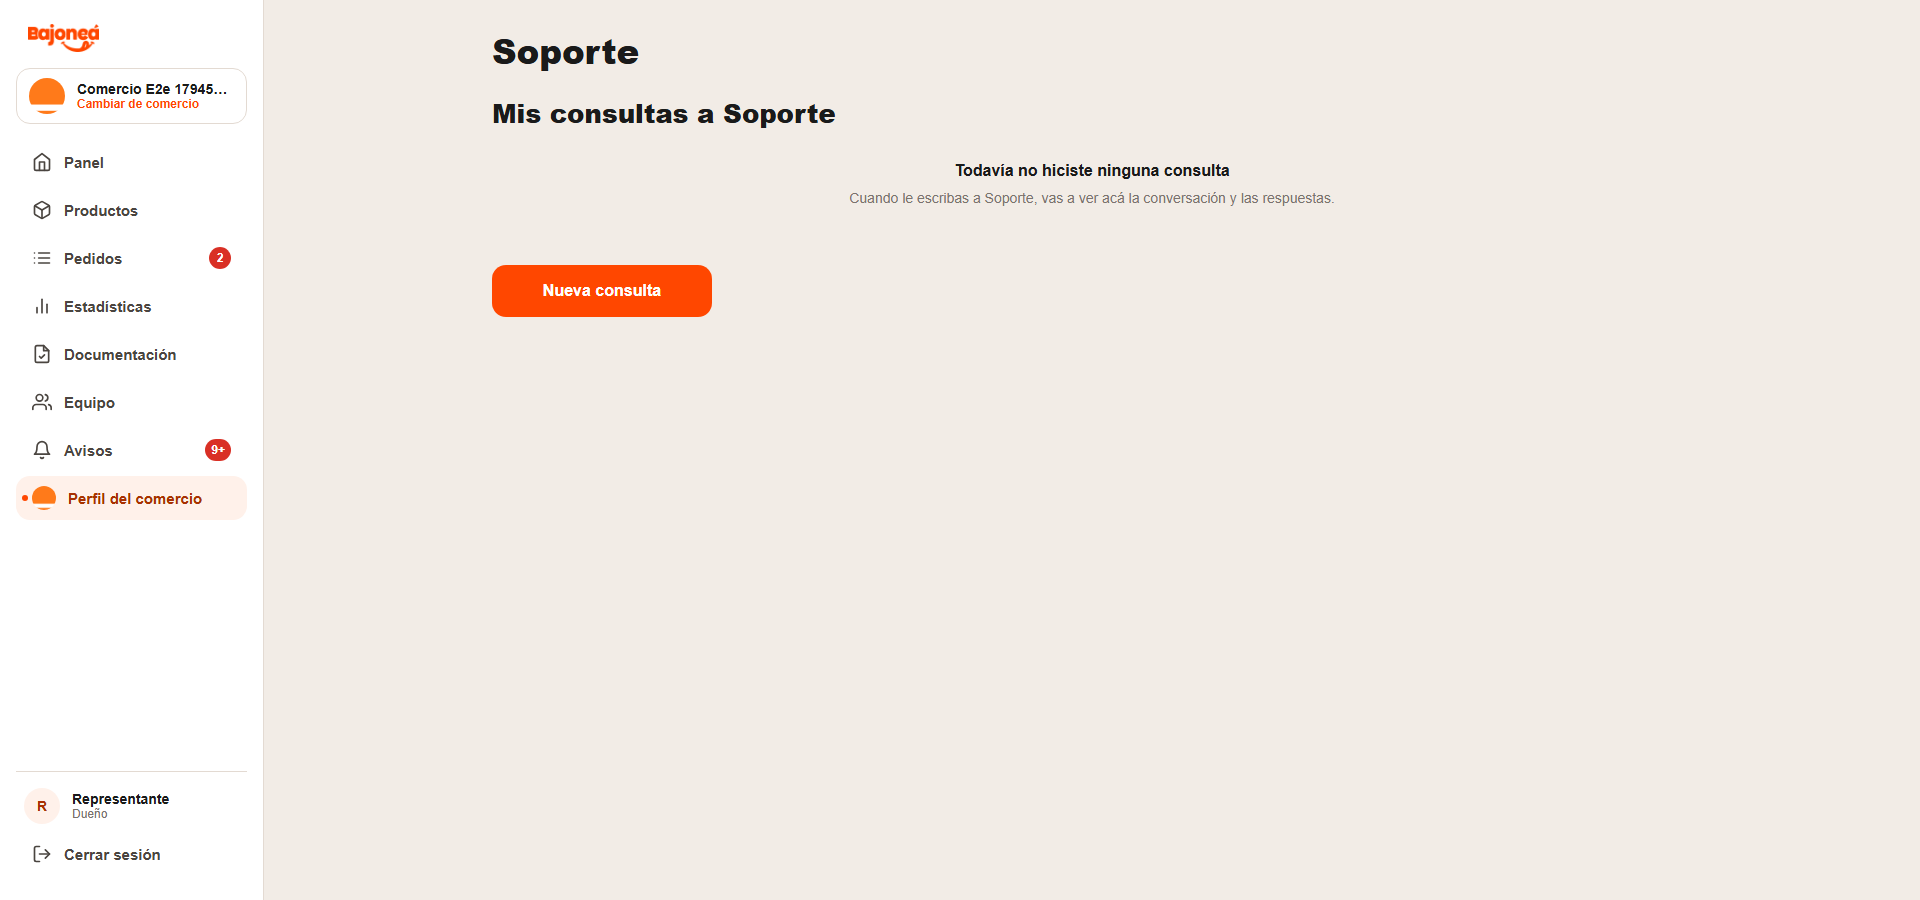 Bajoneá
Comercio E2e 17945...
Cambiar de comercio
Panel
Productos
Pedidos 2
Estadísticas
Documentación
Equipo
Avisos 9+
Perfil del comercio
R
Representante
Dueño
Cerrar sesión
Soporte
Mis consultas a Soporte
Todavía no hiciste ninguna consulta
Cuando le escribas a Soporte, vas a ver acá la conversación y las respuestas.
Nueva consulta